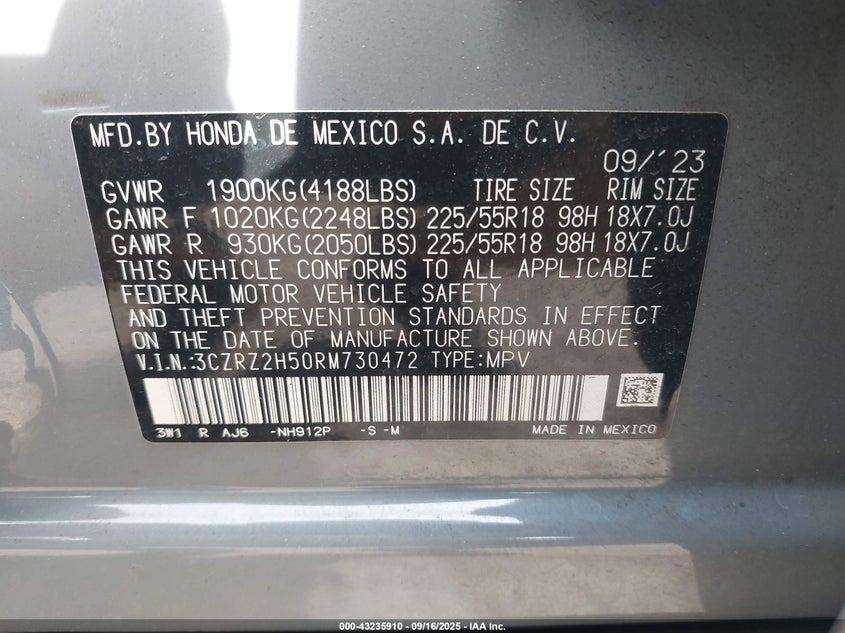 MFD.BY HONDA DE MEXICO S.A. DE C.V.
09/'23
GVWR 1900KG(4188LBS) TIRE SIZE RIM SIZE
GAWR F 1020KG(2248LBS) 225/55R18 98H 18X7.0J
GAWR R 930KG(2050LBS) 225/55R18 98H 18X7.0J
THIS VEHICLE CONFORMS TO ALL APPLICABLE
FEDERAL MOTOR VEHICLE SAFETY
AND THEFT PREVENTION STANDARDS IN EFFECT
ON THE DATE OF MANUFACTURE SHOWN ABOVE.
V.I.N.:3CZRZ2H50RM730472 TYPE:MPV
3W1 R AJ6 -NH912P -S -M MADE IN MEXICO
000-43235910 - 09/16/2025 - IAA Inc.